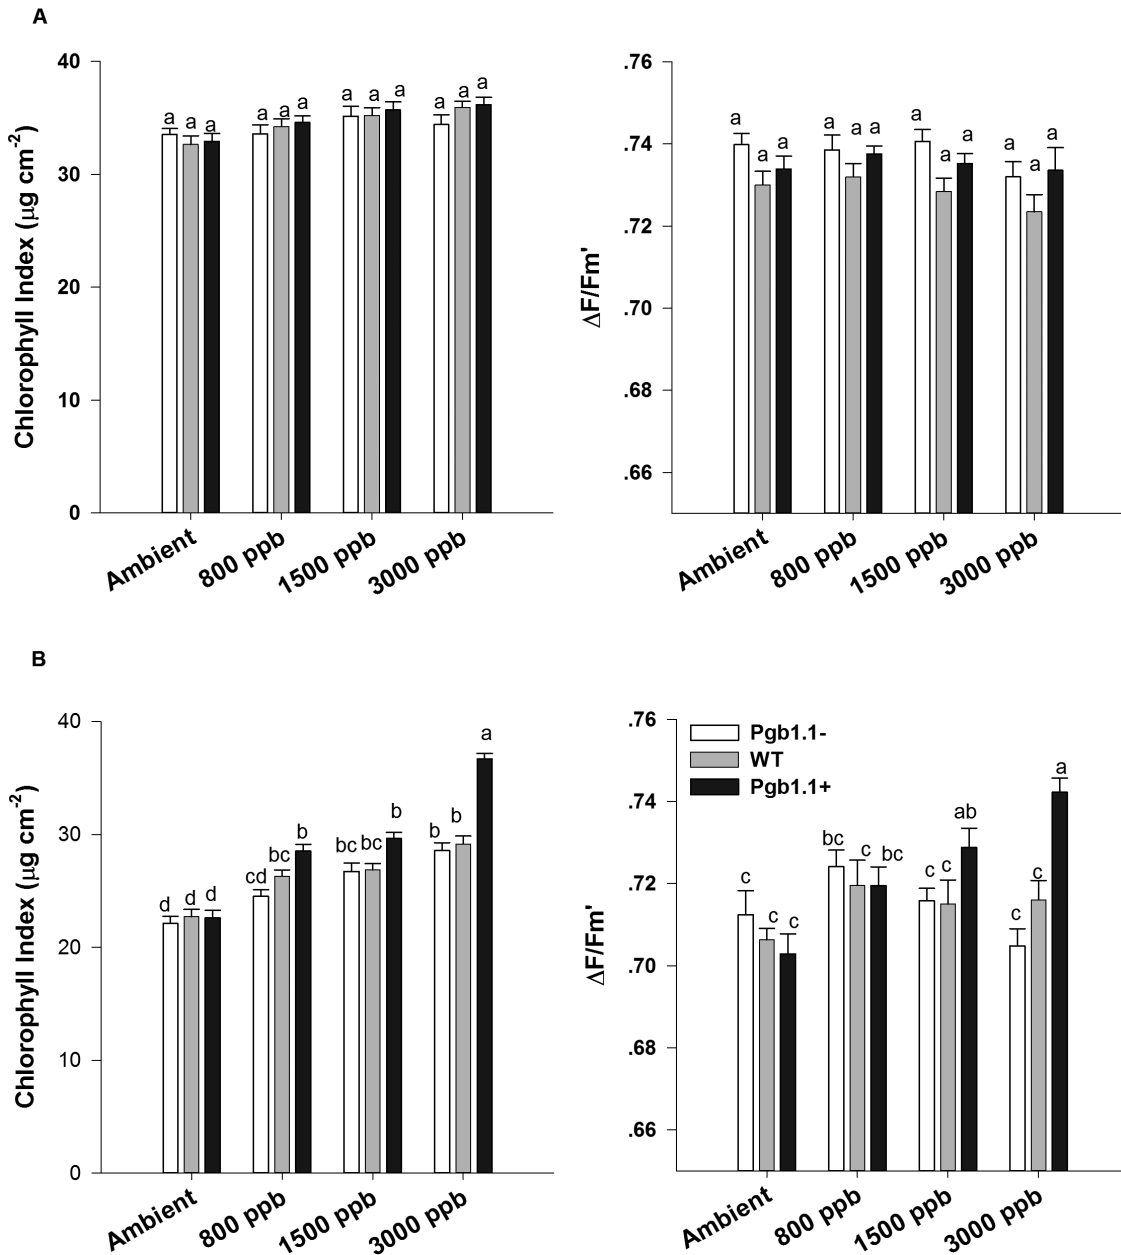 A
Chlorophyll Index (µg cm-2)
40
30
20
10
0
a a a a a a a a a a a a
Ambient
800 ppb
1500 ppb
3000 ppb
ΔF/Fm'
.76
.74
.72
.70
.68
.66
a a a a a a a a a a a a
Ambient
800 ppb
1500 ppb
3000 ppb
B
Chlorophyll Index (µg cm-2)
40
30
20
10
0
d d d cd bc b bc bc b b b a
Ambient
800 ppb
1500 ppb
3000 ppb
ΔF/Fm'
.76
.74
.72
.70
.68
.66
Pgb1.1-
WT
Pgb1.1+
c c c bc c bc c c ab c c a
Ambient
800 ppb
1500 ppb
3000 ppb